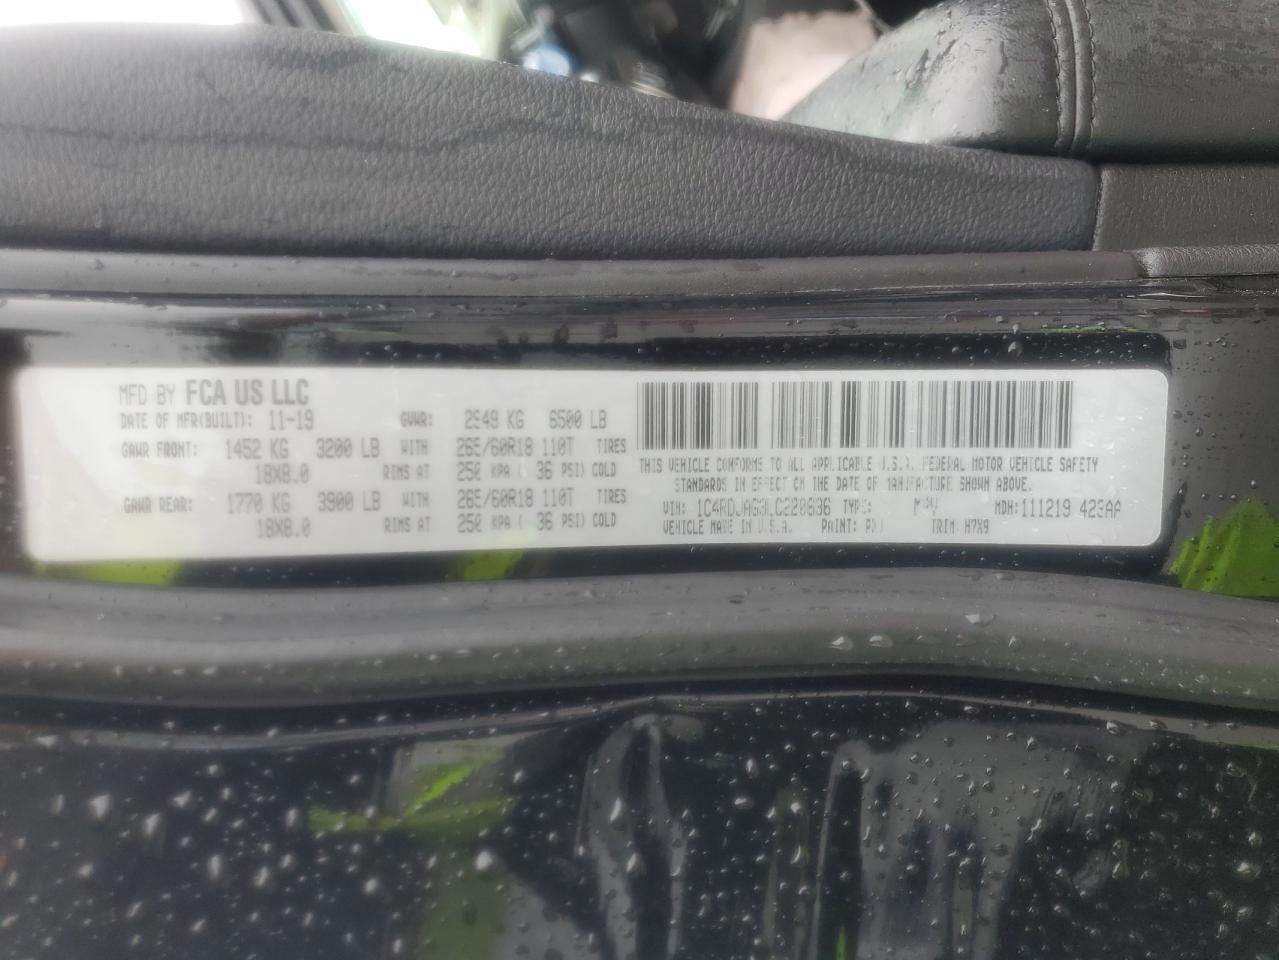 MFD BY FCA US LLC
DATE OF MFR(BUILT): 11-19 GVWR: 2949 KG 6500 LB
GAWR FRONT: 1452 KG 3200 LB WITH 265/60R18 110T TIRES
18X8.0 RIMS AT 250 KPA ( 36 PSI) COLD
GAWR REAR: 1770 KG 3900 LB WITH 265/60R18 110T TIRES
18X8.0 RIMS AT 250 KPA ( 36 PSI) COLD
THIS VEHICLE CONFORMS TO ALL APPLICABLE U.S.A. FEDERAL MOTOR VEHICLE SAFETY
STANDARDS IN EFFECT ON THE DATE OF MANUFACTURE SHOWN ABOVE.
VIN: TYPE: MDH: 111219 423AA
VEHICLE MADE IN U.S.A. PAINT: TRIM: H7X9